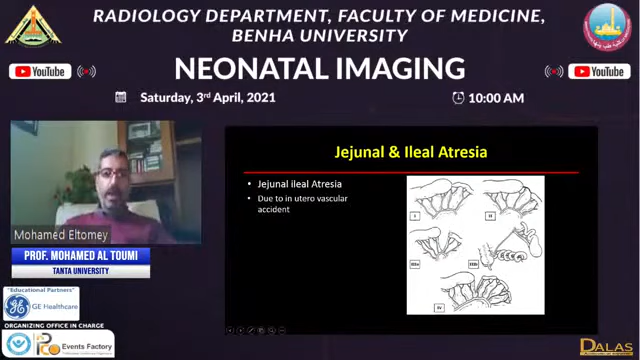 RADIOLOGY DEPARTMENT, FACULTY OF MEDICINE,
BENHA UNIVERSITY
YouTube
NEONATAL IMAGING
YouTube
Saturday, 3rd April, 2021
10:00 AM
Mohamed Eltomey
PROF. MOHAMED AL TOUMI
TANTA UNIVERSITY
"Educational Partners"
GE Healthcare
ORGANIZING OFFICE IN CHARGE
Events Factory
Jejunal & Ileal Atresia
• Jejunal ileal Atresia
• Due to in utero vascular
accident
I
II
IIIa
IIIb
IV
DALAS